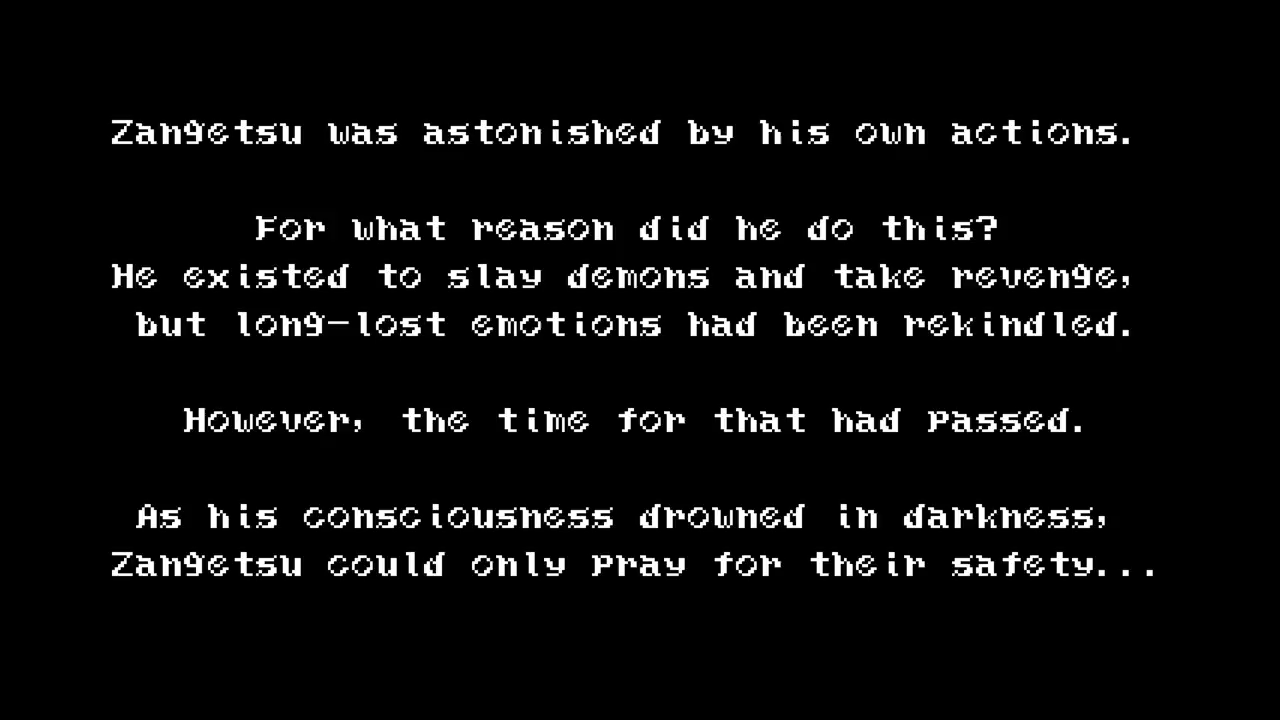 Zangetsu was astonished by his own actions.
For what reason did he do this?
He existed to slay demons and take revenge,
but long-lost emotions had been rekindled.
However, the time for that had passed.
As his consciousness drowned in darkness,
Zangetsu could only pray for their safety...